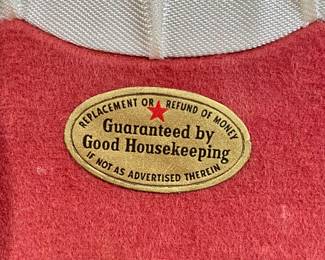 REPLACEMENT OR REFUND OF MONEY
Guaranteed by
Good Housekeeping
IF NOT AS ADVERTISED THEREIN